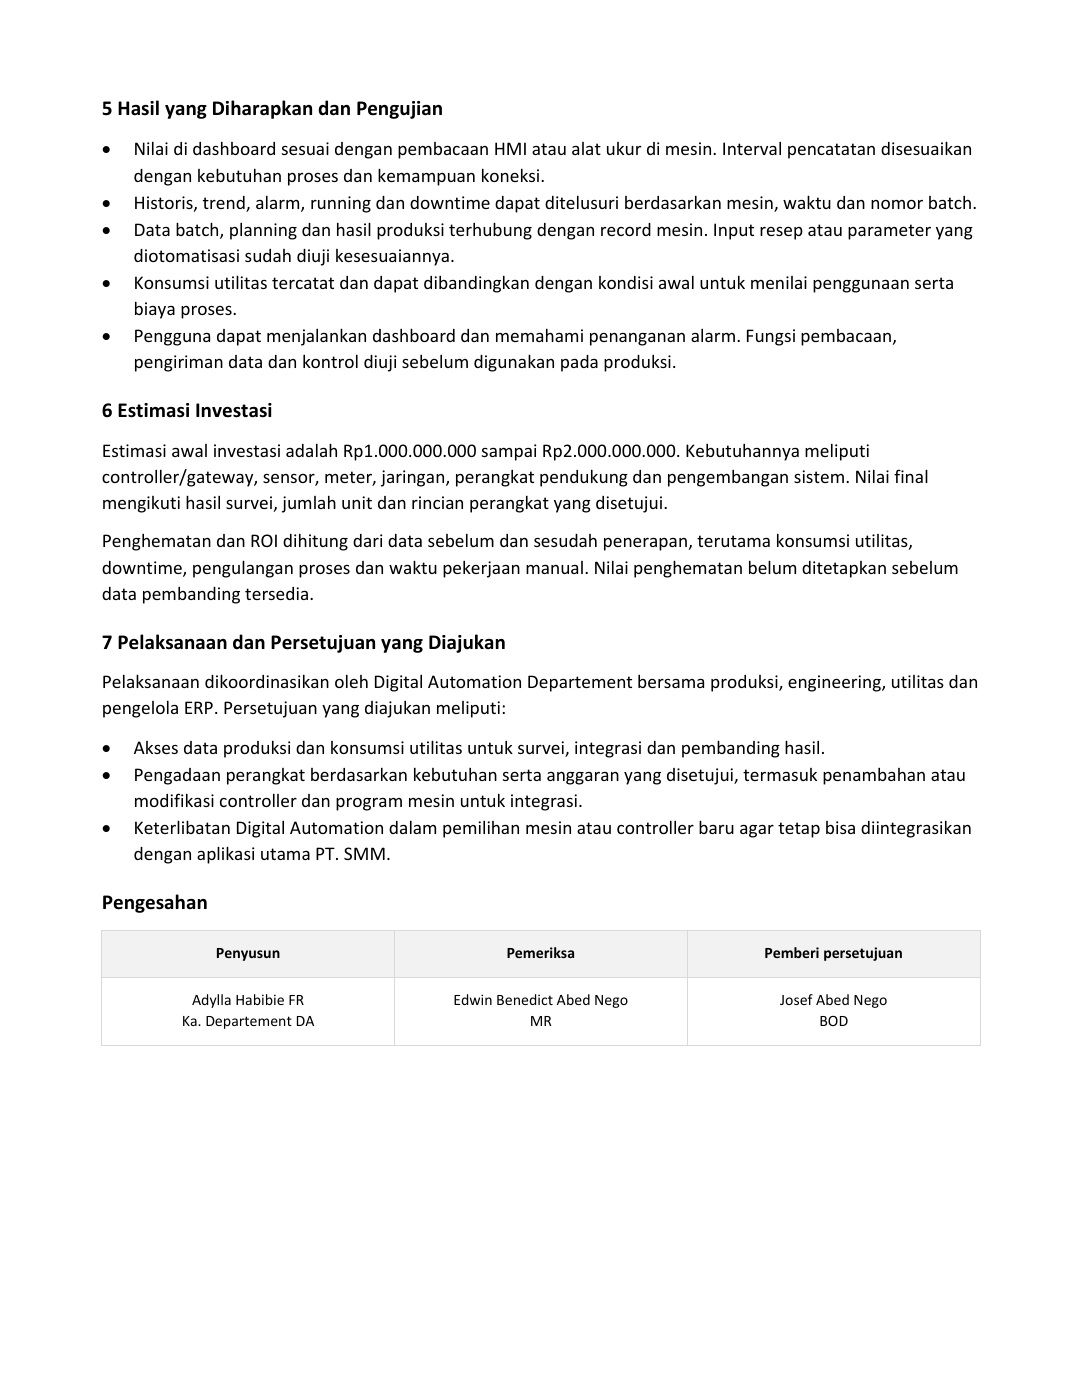 5 Hasil yang Diharapkan dan Pengujian
• Nilai di dashboard sesuai dengan pembacaan HMI atau alat ukur di mesin. Interval pencatatan disesuaikan
dengan kebutuhan proses dan kemampuan koneksi.
• Historis, trend, alarm, running dan downtime dapat ditelusuri berdasarkan mesin, waktu dan nomor batch.
• Data batch, planning dan hasil produksi terhubung dengan record mesin. Input resep atau parameter yang
diotomatisasi sudah diuji kesesuaiannya.
• Konsumsi utilitas tercatat dan dapat dibandingkan dengan kondisi awal untuk menilai penggunaan serta
biaya proses.
• Pengguna dapat menjalankan dashboard dan memahami penanganan alarm. Fungsi pembacaan,
pengiriman data dan kontrol diuji sebelum digunakan pada produksi.
6 Estimasi Investasi
Estimasi awal investasi adalah Rp1.000.000.000 sampai Rp2.000.000.000. Kebutuhannya meliputi
controller/gateway, sensor, meter, jaringan, perangkat pendukung dan pengembangan sistem. Nilai final
mengikuti hasil survei, jumlah unit dan rincian perangkat yang disetujui.
Penghematan dan ROI dihitung dari data sebelum dan sesudah penerapan, terutama konsumsi utilitas,
downtime, pengulangan proses dan waktu pekerjaan manual. Nilai penghematan belum ditetapkan sebelum
data pembanding tersedia.
7 Pelaksanaan dan Persetujuan yang Diajukan
Pelaksanaan dikoordinasikan oleh Digital Automation Departement bersama produksi, engineering, utilitas dan
pengelola ERP. Persetujuan yang diajukan meliputi:
• Akses data produksi dan konsumsi utilitas untuk survei, integrasi dan pembanding hasil.
• Pengadaan perangkat berdasarkan kebutuhan serta anggaran yang disetujui, termasuk penambahan atau
modifikasi controller dan program mesin untuk integrasi.
• Keterlibatan Digital Automation dalam pemilihan mesin atau controller baru agar tetap bisa diintegrasikan
dengan aplikasi utama PT. SMM.
Pengesahan
Penyusun Pemeriksa Pemberi persetujuan
Adylla Habibie FR Edwin Benedict Abed Nego Josef Abed Nego
Ka. Departement DA MR BOD